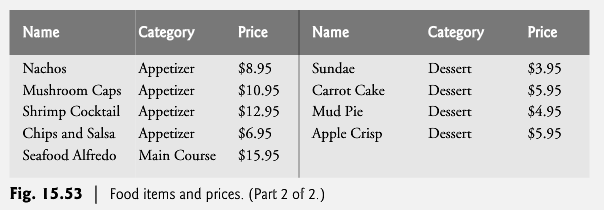 Name Category Price Name Category Price
Nachos Appetizer $8.95 Sundae Dessert $3.95
Mushroom Caps Appetizer $10.95 Carrot Cake Dessert $5.95
Shrimp Cocktail Appetizer $12.95 Mud Pie Dessert $4.95
Chips and Salsa Appetizer $6.95 Apple Crisp Dessert $5.95
Seafood Alfredo Main Course $15.95
Fig. 15.53 | Food items and prices. (Part 2 of 2.)